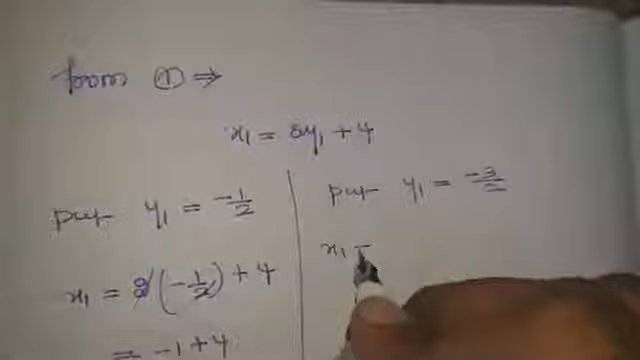 from ① ⇒
x₁ = 8y₁ + 4
put y₁ = -1/2
x₁ = 2(-1/2) + 4
= -1 + 4
put y₁ = -3/2
x₁ =